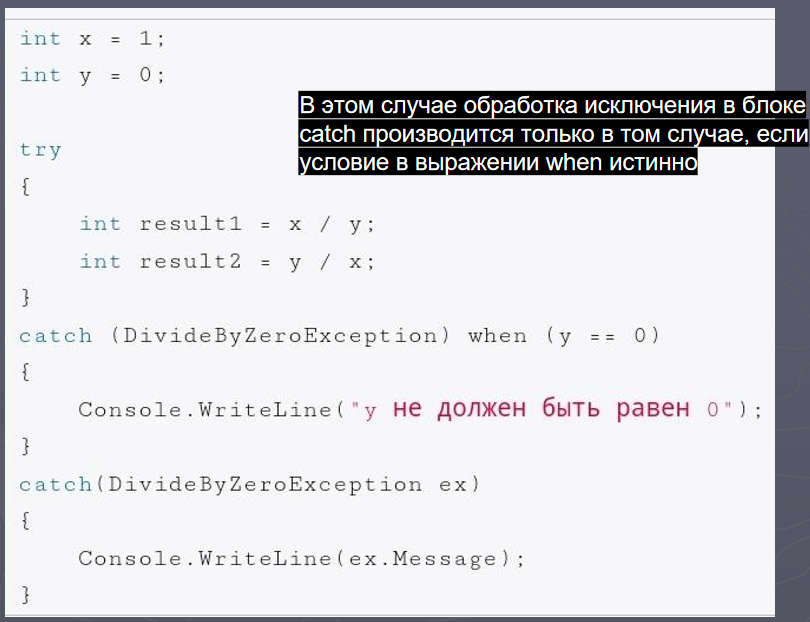 int x = 1;
int y = 0;
В этом случае обработка исключения в блоке
catch производится только в том случае, если
условие в выражении when истинно
try
{
int result1 = x / y;
int result2 = y / x;
}
catch (DivideByZeroException) when (y == 0)
{
Console.WriteLine("y не должен быть равен 0");
}
catch(DivideByZeroException ex)
{
Console.WriteLine(ex.Message);
}